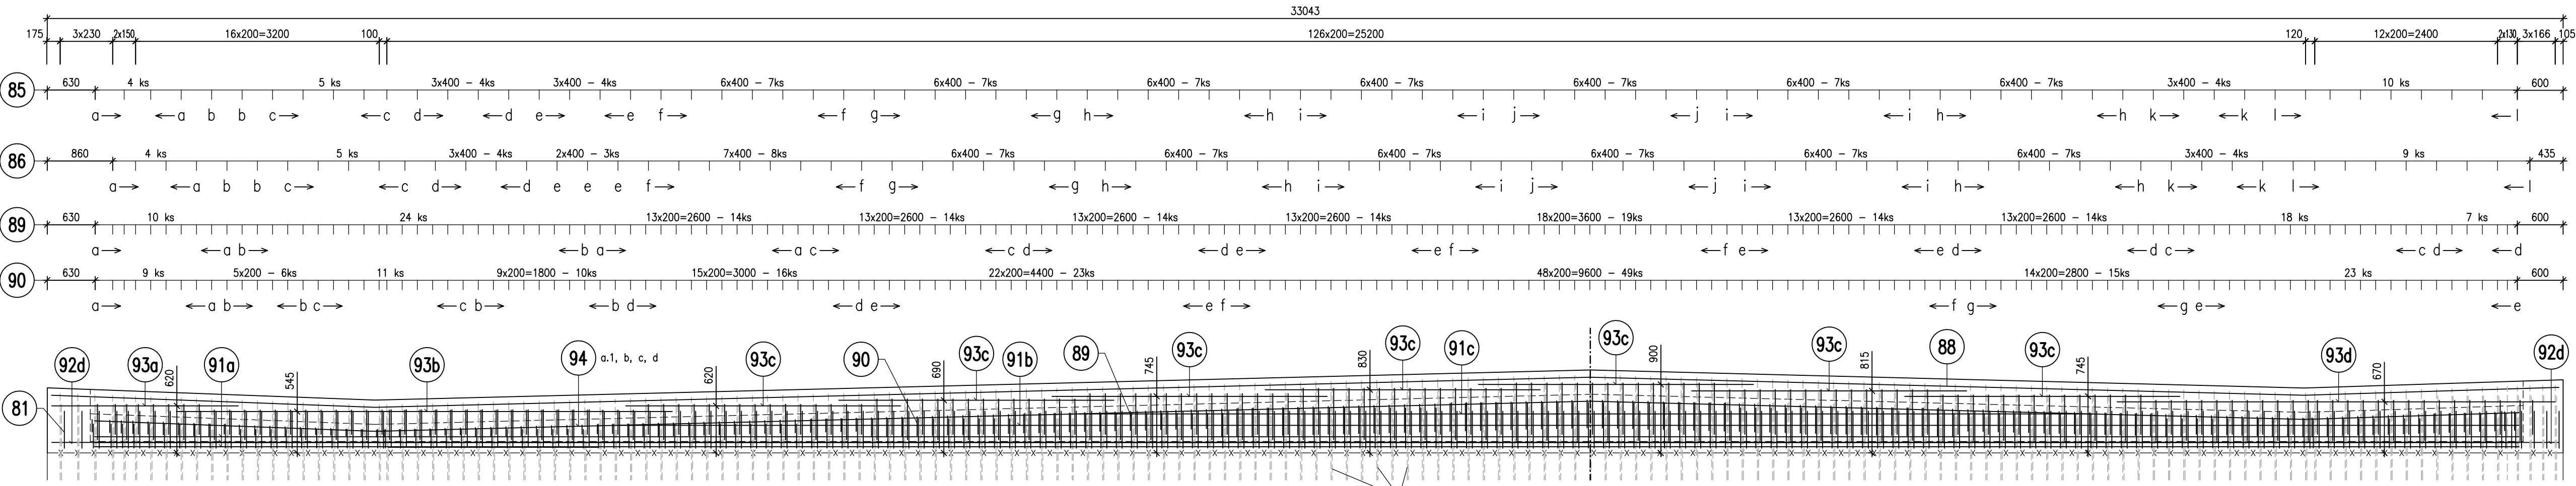 33043
175 3x230 2x150 16x200=3200 100 126x200=25200 120 12x200=2400 2x130 3x166 105
85 630 4 ks 5 ks 3x400 - 4ks 3x400 - 4ks 6x400 - 7ks 6x400 - 7ks 6x400 - 7ks 6x400 - 7ks 6x400 - 7ks 6x400 - 7ks 6x400 - 7ks 3x400 - 4ks 10 ks 600
a a b b c c d d e e f f g g h h i i j j i i h h k k l l
86 860 4 ks 5 ks 3x400 - 4ks 2x400 - 3ks 7x400 - 8ks 6x400 - 7ks 6x400 - 7ks 6x400 - 7ks 6x400 - 7ks 6x400 - 7ks 6x400 - 7ks 3x400 - 4ks 9 ks 435
a a b b c c d d e e e f f g g h h i i j j i i h h k k l l
89 630 10 ks 24 ks 13x200=2600 - 14ks 13x200=2600 - 14ks 13x200=2600 - 14ks 13x200=2600 - 14ks 18x200=3600 - 19ks 13x200=2600 - 14ks 13x200=2600 - 14ks 18 ks 7 ks 600
a a b b a a c c d d e e f f e e d d c c d d
90 630 9 ks 5x200 - 6ks 11 ks 9x200=1800 - 10ks 15x200=3000 - 16ks 22x200=4400 - 23ks 48x200=9600 - 49ks 14x200=2800 - 15ks 23 ks 600
a a b b c c b b d d e e f f g g e e
92d 93a 620 91a 545 93b 94 a.1, b, c, d 620 93c 90 690 93c 91b 89 745 93c 830 93c 91c 93c 900 93c 815 88 93c 745 93d 670 92d
81